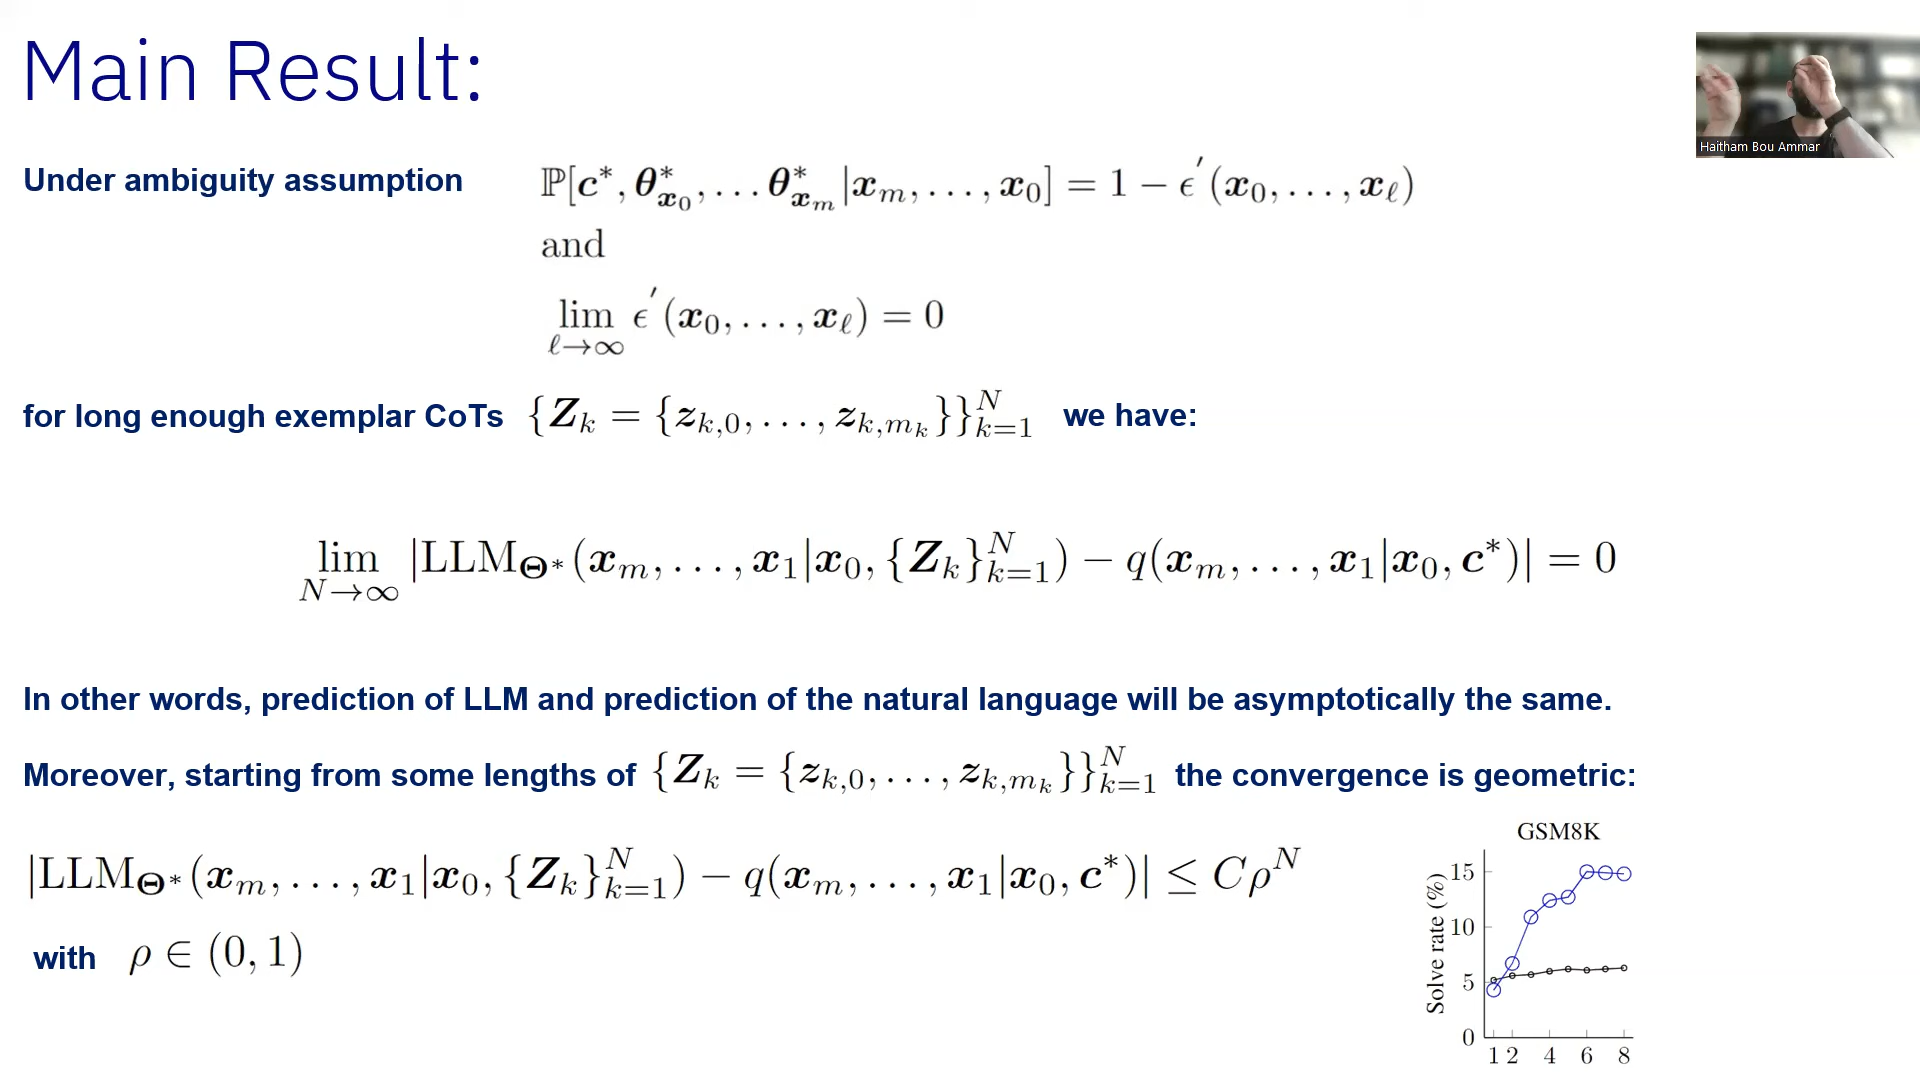 Main Result:
Haitham Bou Ammar
Under ambiguity assumption ℙ[c*, θ*_{x_0}, . . . θ*_{x_m} |x_m, . . . , x_0] = 1 − ϵ′(x_0, . . . , x_ℓ)
and
lim_{ℓ→∞} ϵ′(x_0, . . . , x_ℓ) = 0
for long enough exemplar CoTs {Z_k = {z_{k,0}, . . . , z_{k,m_k}}}_{k=1}^N we have:
lim_{N→∞} |LLM_{Θ*}(x_m, . . . , x_1|x_0, {Z_k}_{k=1}^N) − q(x_m, . . . , x_1|x_0, c*)| = 0
In other words, prediction of LLM and prediction of the natural language will be asymptotically the same.
Moreover, starting from some lengths of {Z_k = {z_{k,0}, . . . , z_{k,m_k}}}_{k=1}^N the convergence is geometric:
|LLM_{Θ*}(x_m, . . . , x_1|x_0, {Z_k}_{k=1}^N) − q(x_m, . . . , x_1|x_0, c*)| ≤ Cρ^N
with ρ ∈ (0, 1)
GSM8K
Solve rate (%)
15
10
5
0
1 2 4 6 8